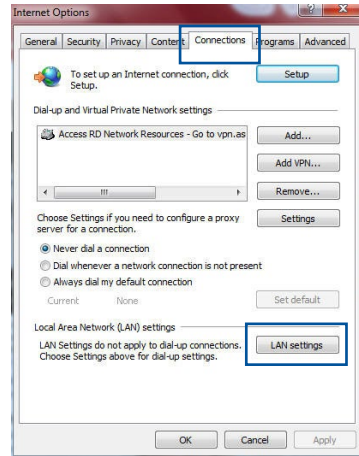 Internet Options
General Security Privacy Content Connections Programs Advanced
To set up an Internet connection, click
Setup.
Setup
Dial-up and Virtual Private Network settings
Access RD Network Resources - Go to vpn.as
Add...
Add VPN...
Remove...
Choose Settings if you need to configure a proxy
server for a connection.
Settings
Never dial a connection
Dial whenever a network connection is not present
Always dial my default connection
Current None
Set default
Local Area Network (LAN) settings
LAN Settings do not apply to dial-up connections.
Choose Settings above for dial-up settings.
LAN settings
OK Cancel Apply